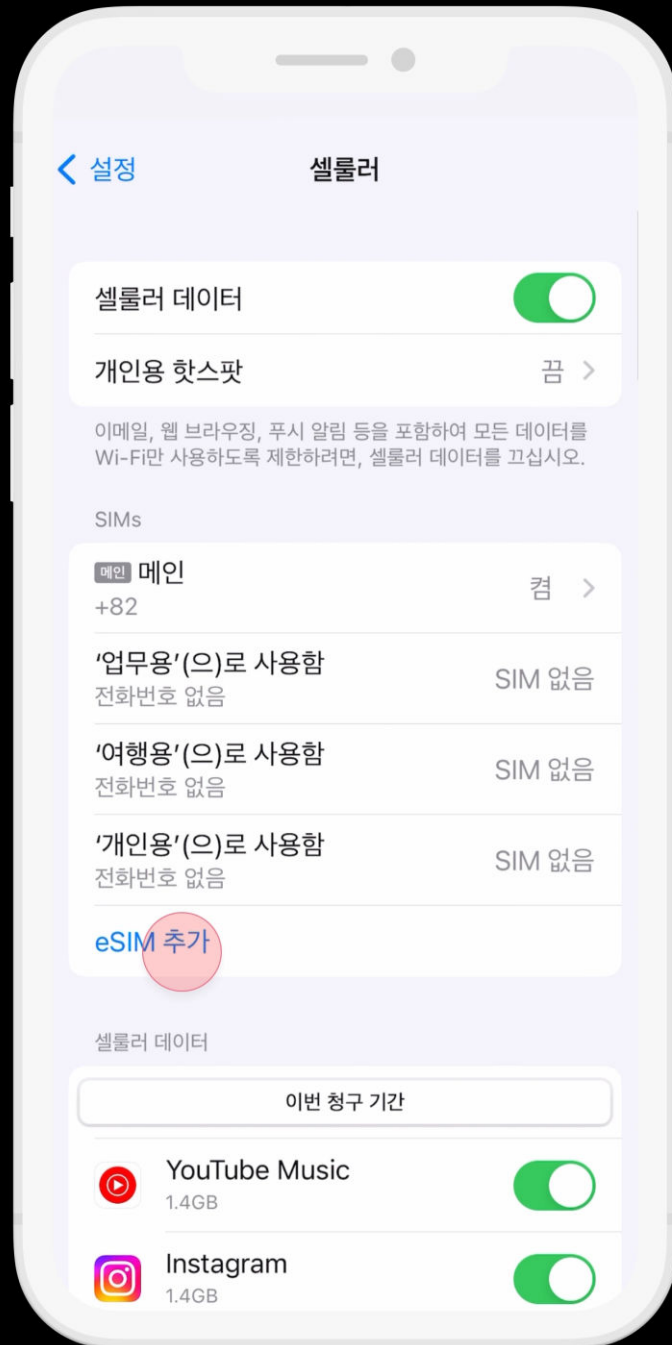 설정
셀룰러
셀룰러 데이터
개인용 핫스팟
끔
이메일, 웹 브라우징, 푸시 알림 등을 포함하여 모든 데이터를
Wi-Fi만 사용하도록 제한하려면, 셀룰러 데이터를 끄십시오.
SIMs
메인 메인
켬
+82
‘업무용’(으)로 사용함
SIM 없음
전화번호 없음
‘여행용’(으)로 사용함
SIM 없음
전화번호 없음
‘개인용’(으)로 사용함
SIM 없음
전화번호 없음
eSIM 추가
셀룰러 데이터
이번 청구 기간
YouTube Music
1.4GB
Instagram
1.4GB